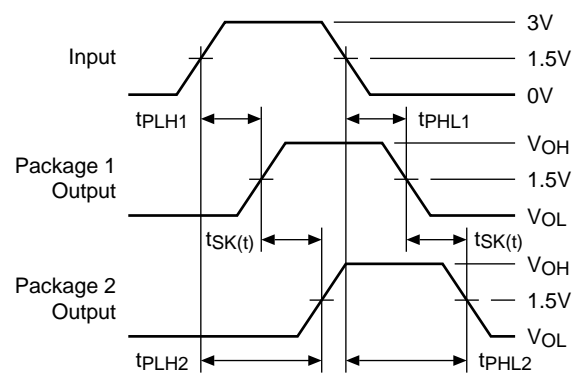 3V
Input
1.5V
0V
tPLH1
tPHL1
VOH
Package 1
Output
1.5V
VOL
tSK(t)
tSK(t)
VOH
Package 2
Output
1.5V
VOL
tPLH2
tPHL2